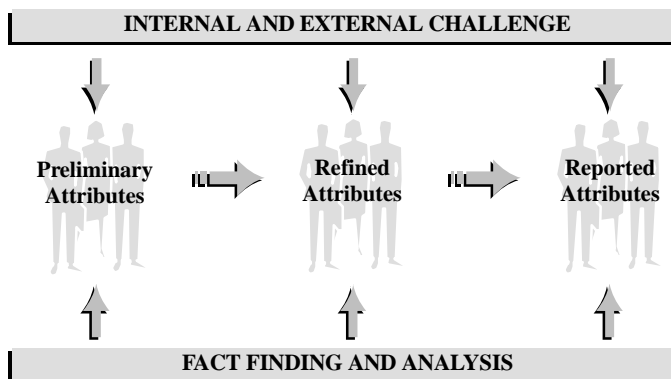 INTERNAL AND EXTERNAL CHALLENGE
Preliminary
Attributes
Refined
Attributes
Reported
Attributes
FACT FINDING AND ANALYSIS